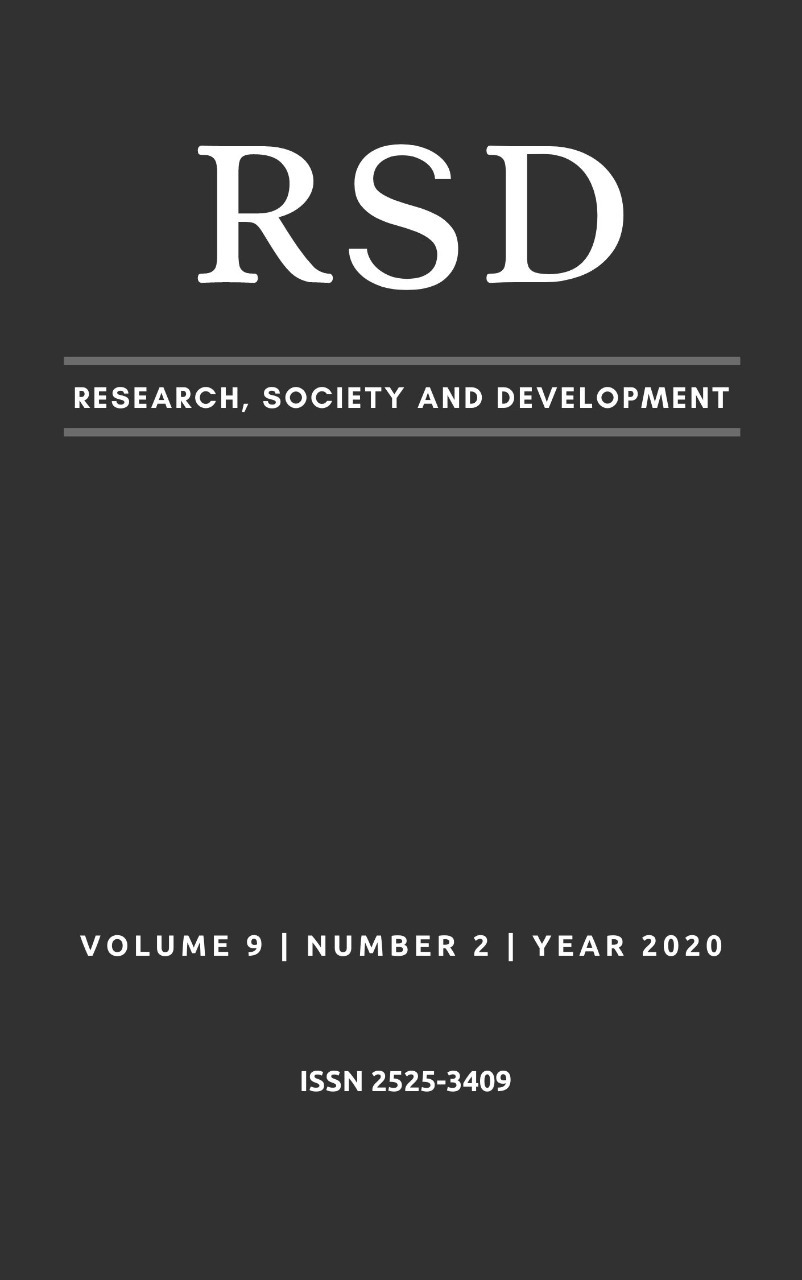 RSD
RESEARCH, SOCIETY AND DEVELOPMENT
VOLUME 9 | NUMBER 2 | YEAR 2020
ISSN 2525-3409